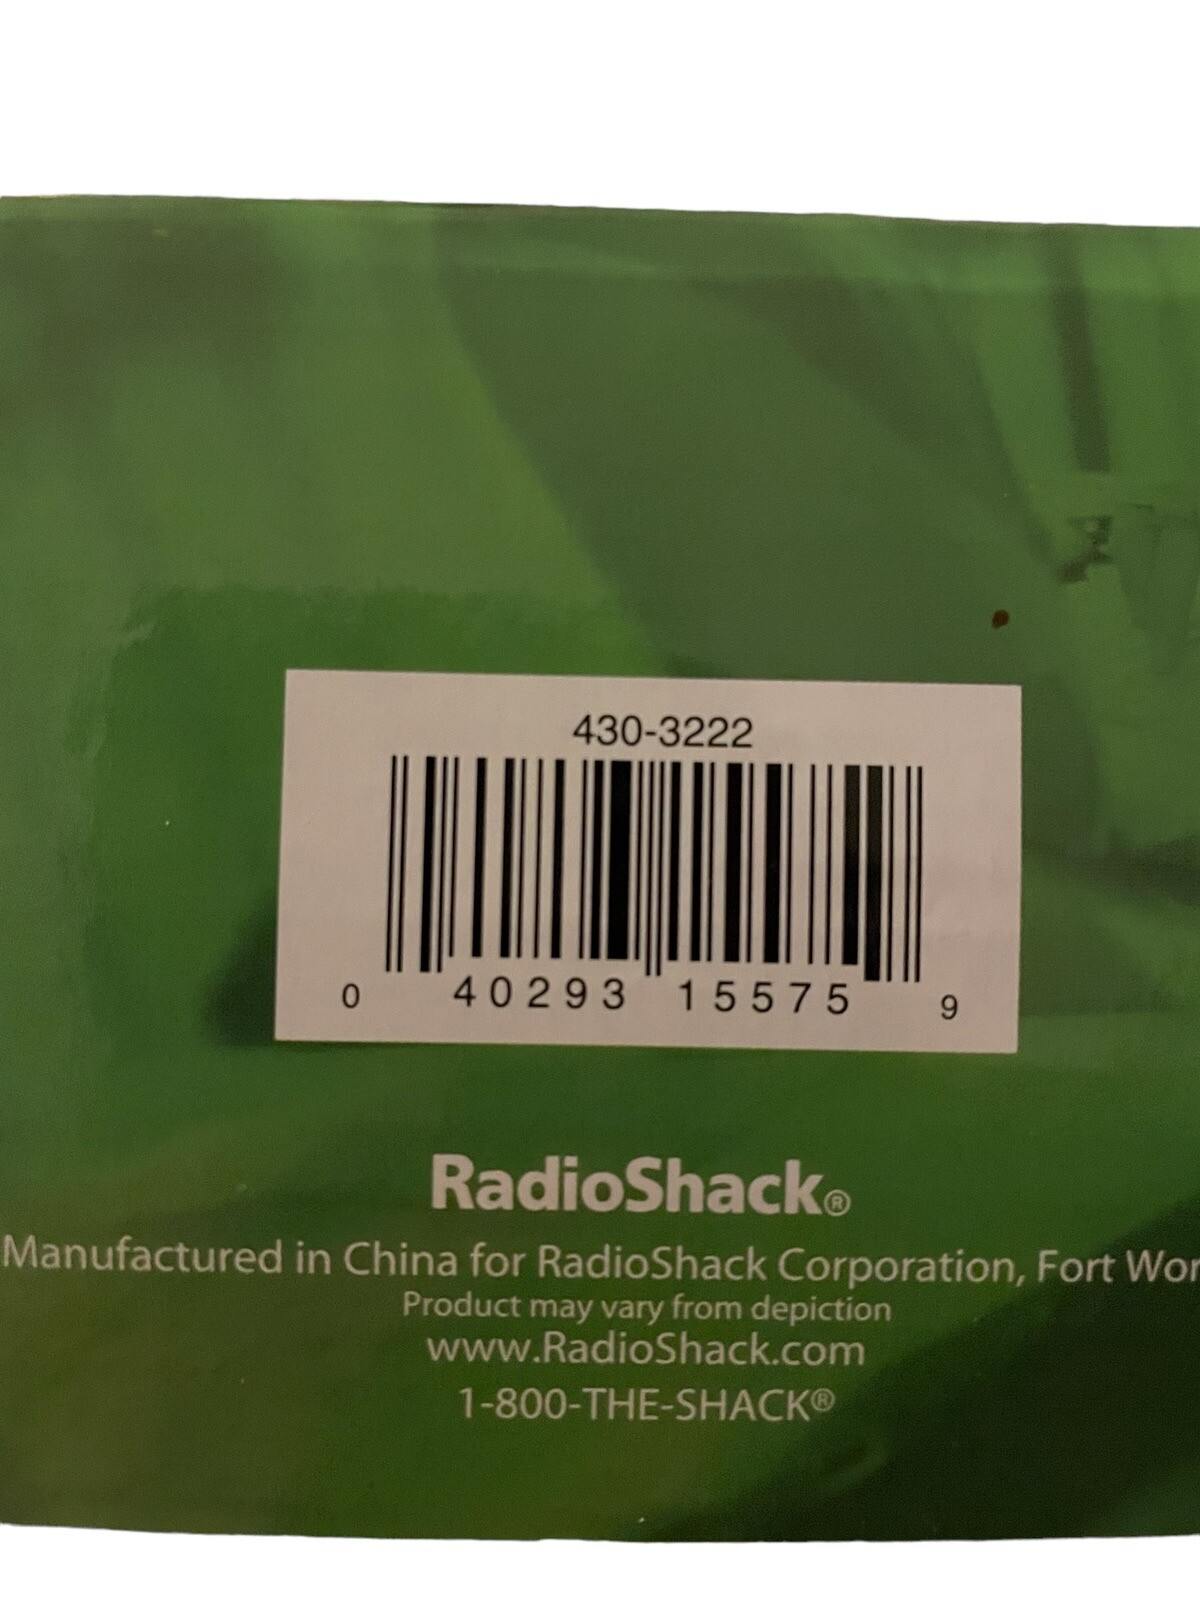 430-3222
0 40293 15575 9
RadioShack®
Manufactured in China for RadioShack Corporation, Fort
Product may vary from depiction
www.RadioShack.com
1-800-THE-SHACK®